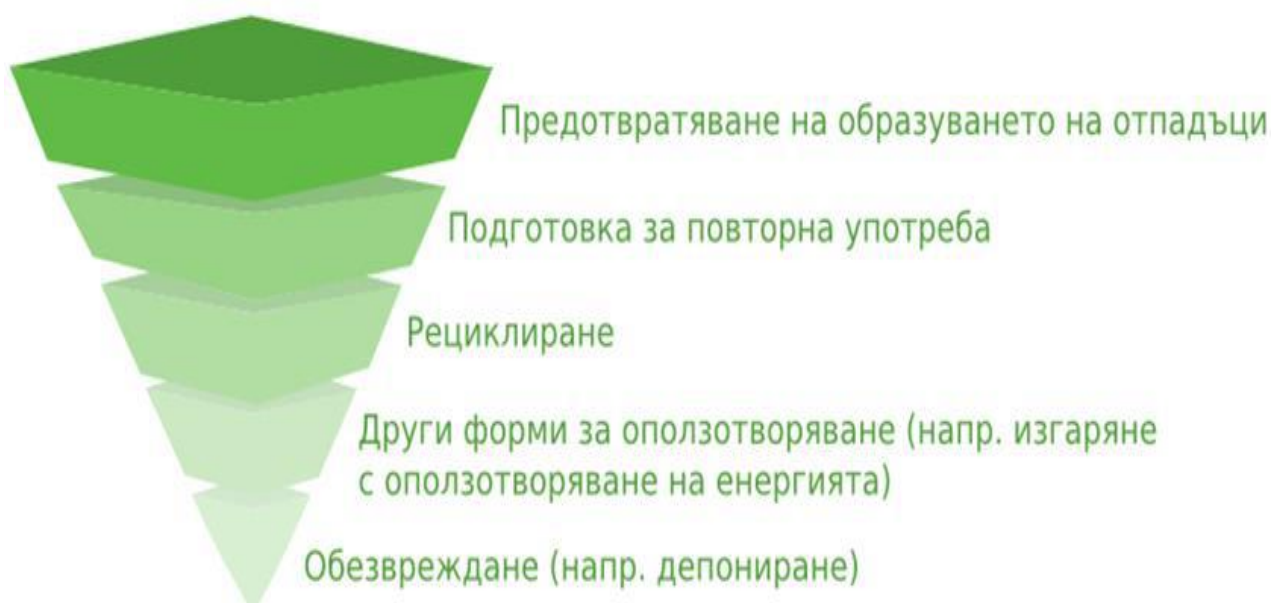 Предотвратяване на образуването на отпадъци
Подготовка за повторна употреба
Рециклиране
Други форми за оползотворяване (напр. изгаряне
с оползотворяване на енергията)
Обезвреждане (напр. депониране)